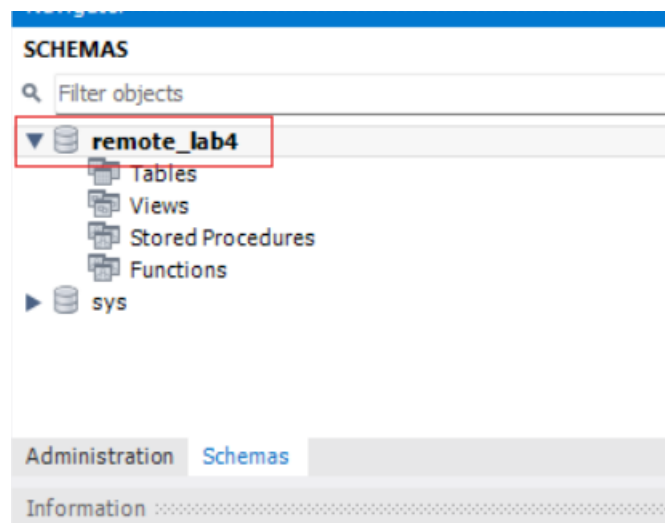 SCHEMAS
Filter objects
remote_lab4
Tables
Views
Stored Procedures
Functions
sys
Administration Schemas
Information